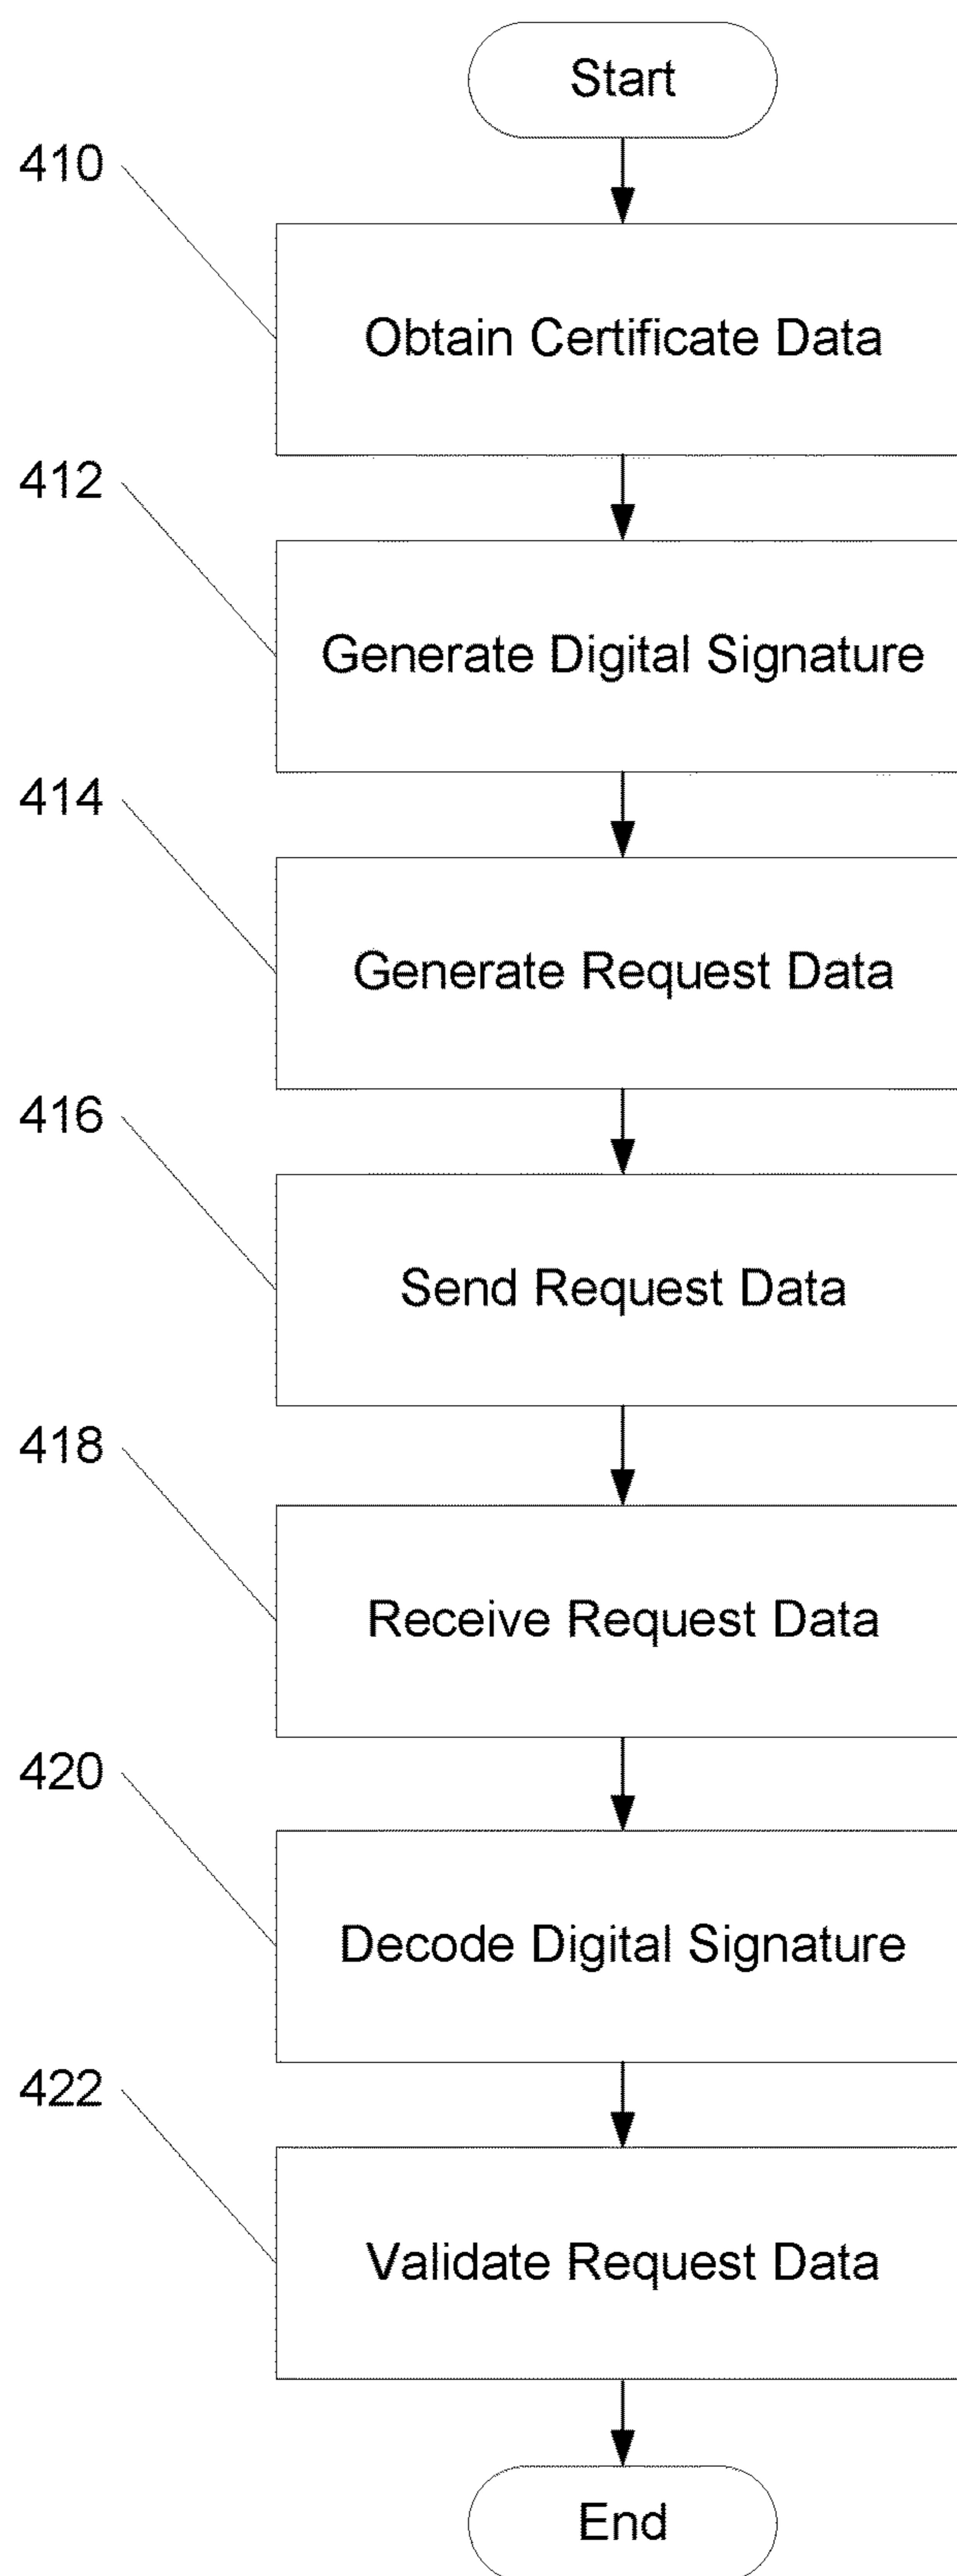 Start
410
Obtain Certificate Data
412
Generate Digital Signature
414
Generate Request Data
416
Send Request Data
418
Receive Request Data
420
Decode Digital Signature
422
Validate Request Data
End